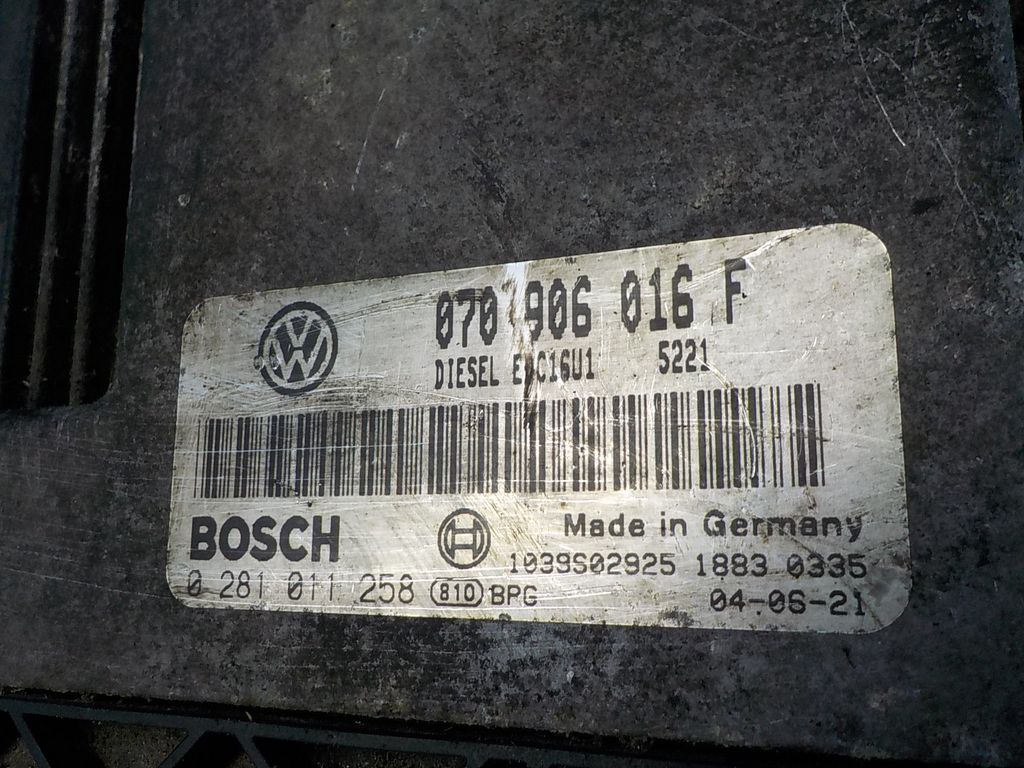 070 906 016 F
DIESEL EDC16U1 5221
BOSCH Made in Germany
1039S02925 1883 0335
0 281 011 258 810 BPG 04-06-21